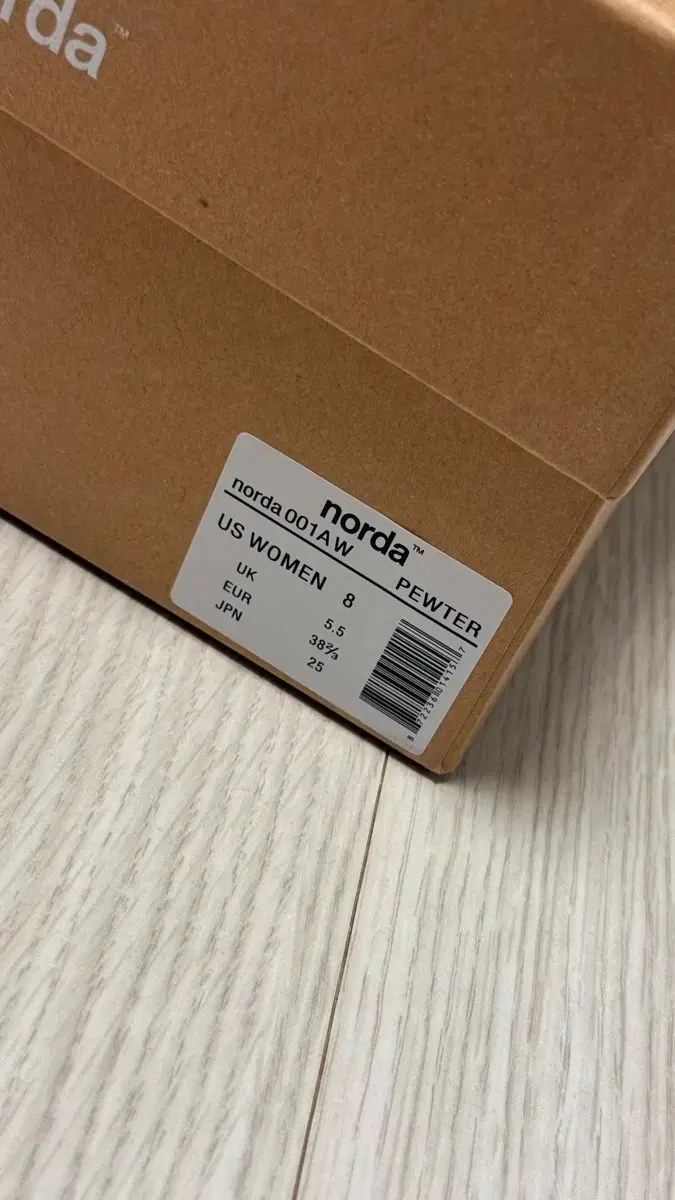 rda™
norda™
norda 001AW PEWTER
US WOMEN 8
UK 5.5
EUR 38⅔
JPN 25